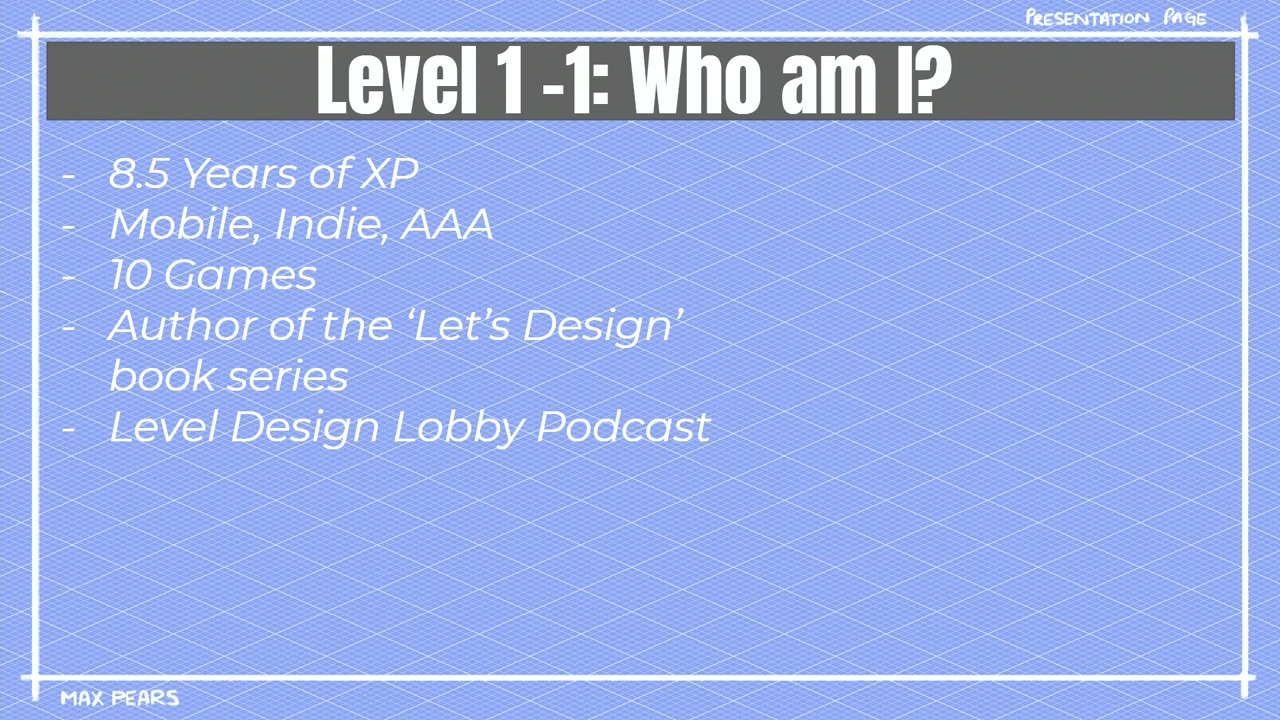 PRESENTATION PAGE
Level 1 -1: Who am I?
- 8.5 Years of XP
- Mobile, Indie, AAA
- 10 Games
- Author of the ‘Let’s Design’
book series
- Level Design Lobby Podcast
MAX PEARS